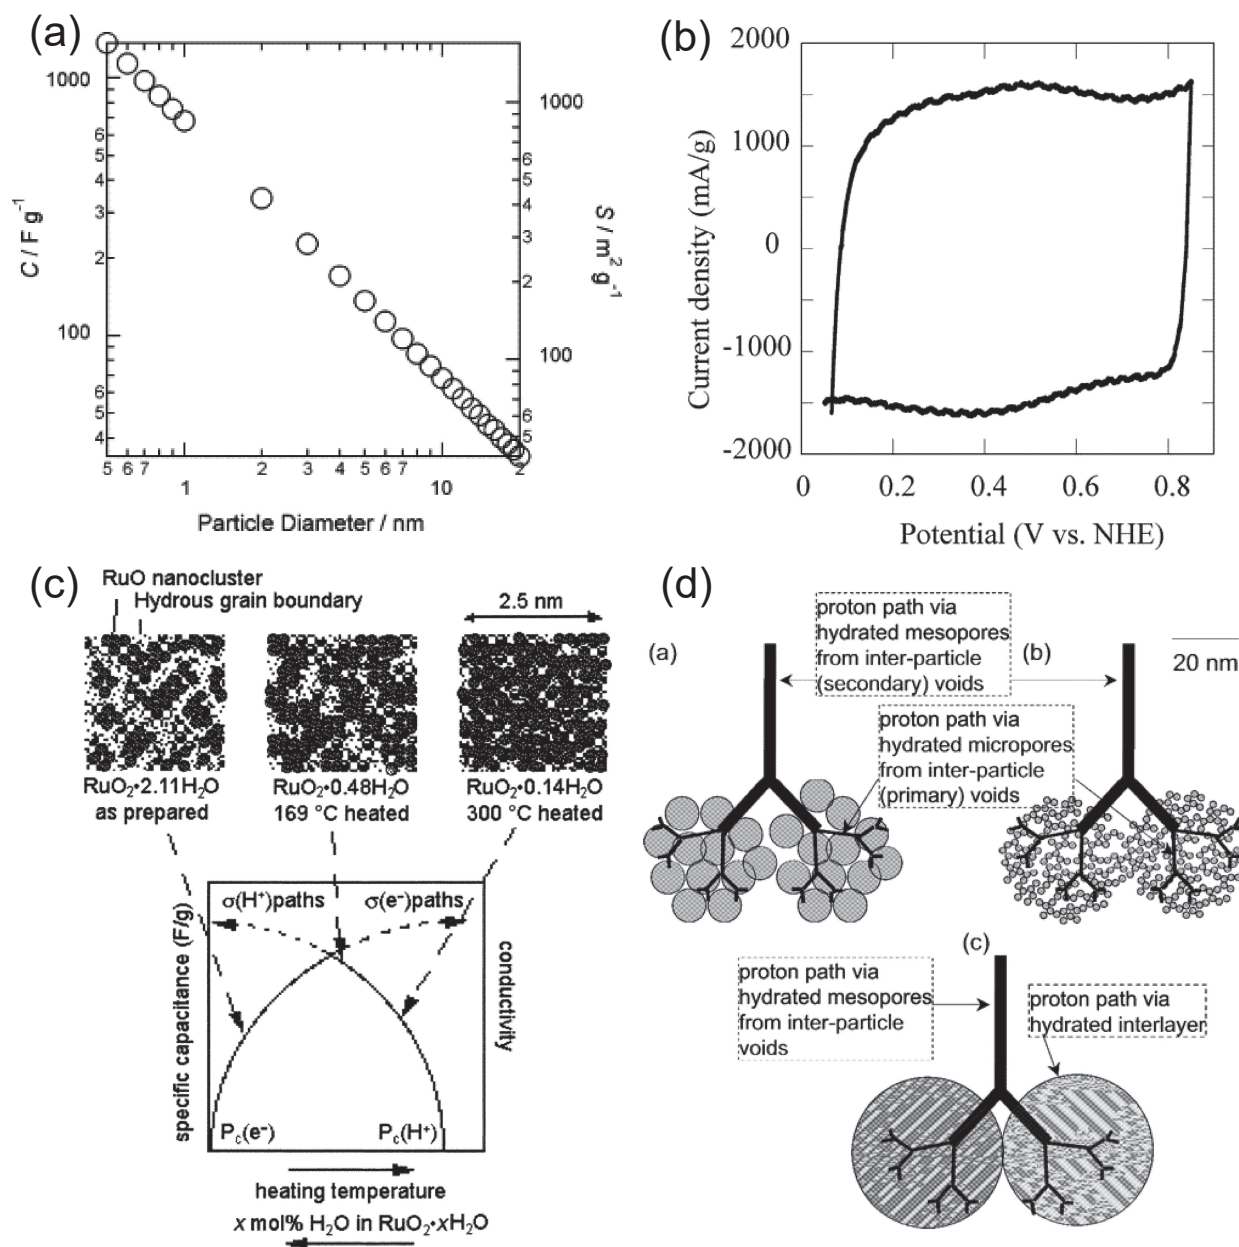 (a)
1000
6
5
4
3
2
100
6
5
4
C / F g⁻¹
1000
6
5
4
3
2
100
6
5
4
S / m² g⁻¹
5 6 7 2 3 4 5 6 7 2
1 10
Particle Diameter / nm
(b)
2000
1000
0
-1000
-2000
Current density (mA/g)
0 0.2 0.4 0.6 0.8
Potential (V vs. NHE)
(c)
RuO nanocluster
Hydrous grain boundary
2.5 nm
RuO₂•2.11H₂O
as prepared
RuO₂•0.48H₂O
169 °C heated
RuO₂•0.14H₂O
300 °C heated
σ(H⁺)paths
σ(e⁻)paths
specific capacitance (F/g)
conductivity
P_c(e⁻)
P_c(H⁺)
heating temperature
x mol% H₂O in RuO₂•xH₂O
(d)
(a)
proton path via
hydrated mesopores
from inter-particle
(secondary) voids
(b)
20 nm
proton path via
hydrated micropores
from inter-particle
(primary) voids
(c)
proton path via
hydrated mesopores
from inter-particle
voids
proton path via
hydrated interlayer